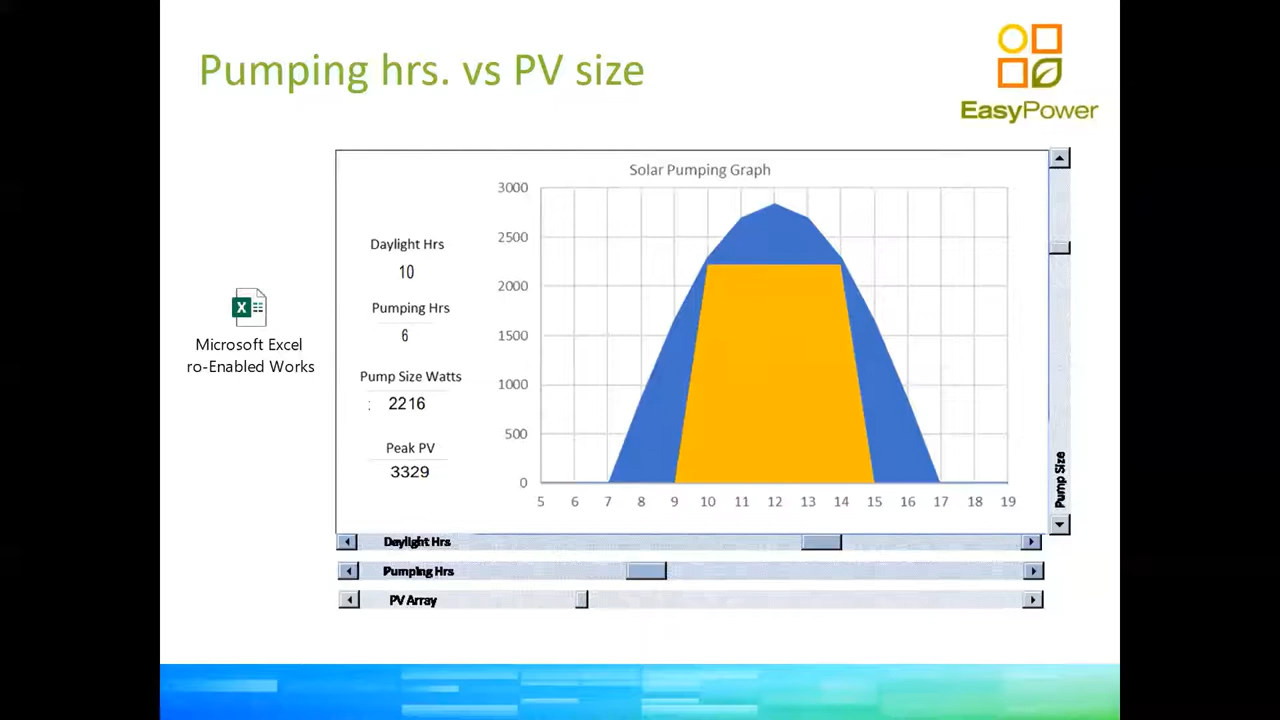 Pumping hrs. vs PV size
EasyPower
Solar Pumping Graph
3000
2500
2000
1500
1000
500
0
5 6 7 8 9 10 11 12 13 14 15 16 17 18 19
Daylight Hrs
10
Pumping Hrs
6
Pump Size Watts
: 2216
Peak PV
3329
X
Microsoft Excel
ro-Enabled Works
Pump Size
Daylight Hrs
Pumping Hrs
PV Array